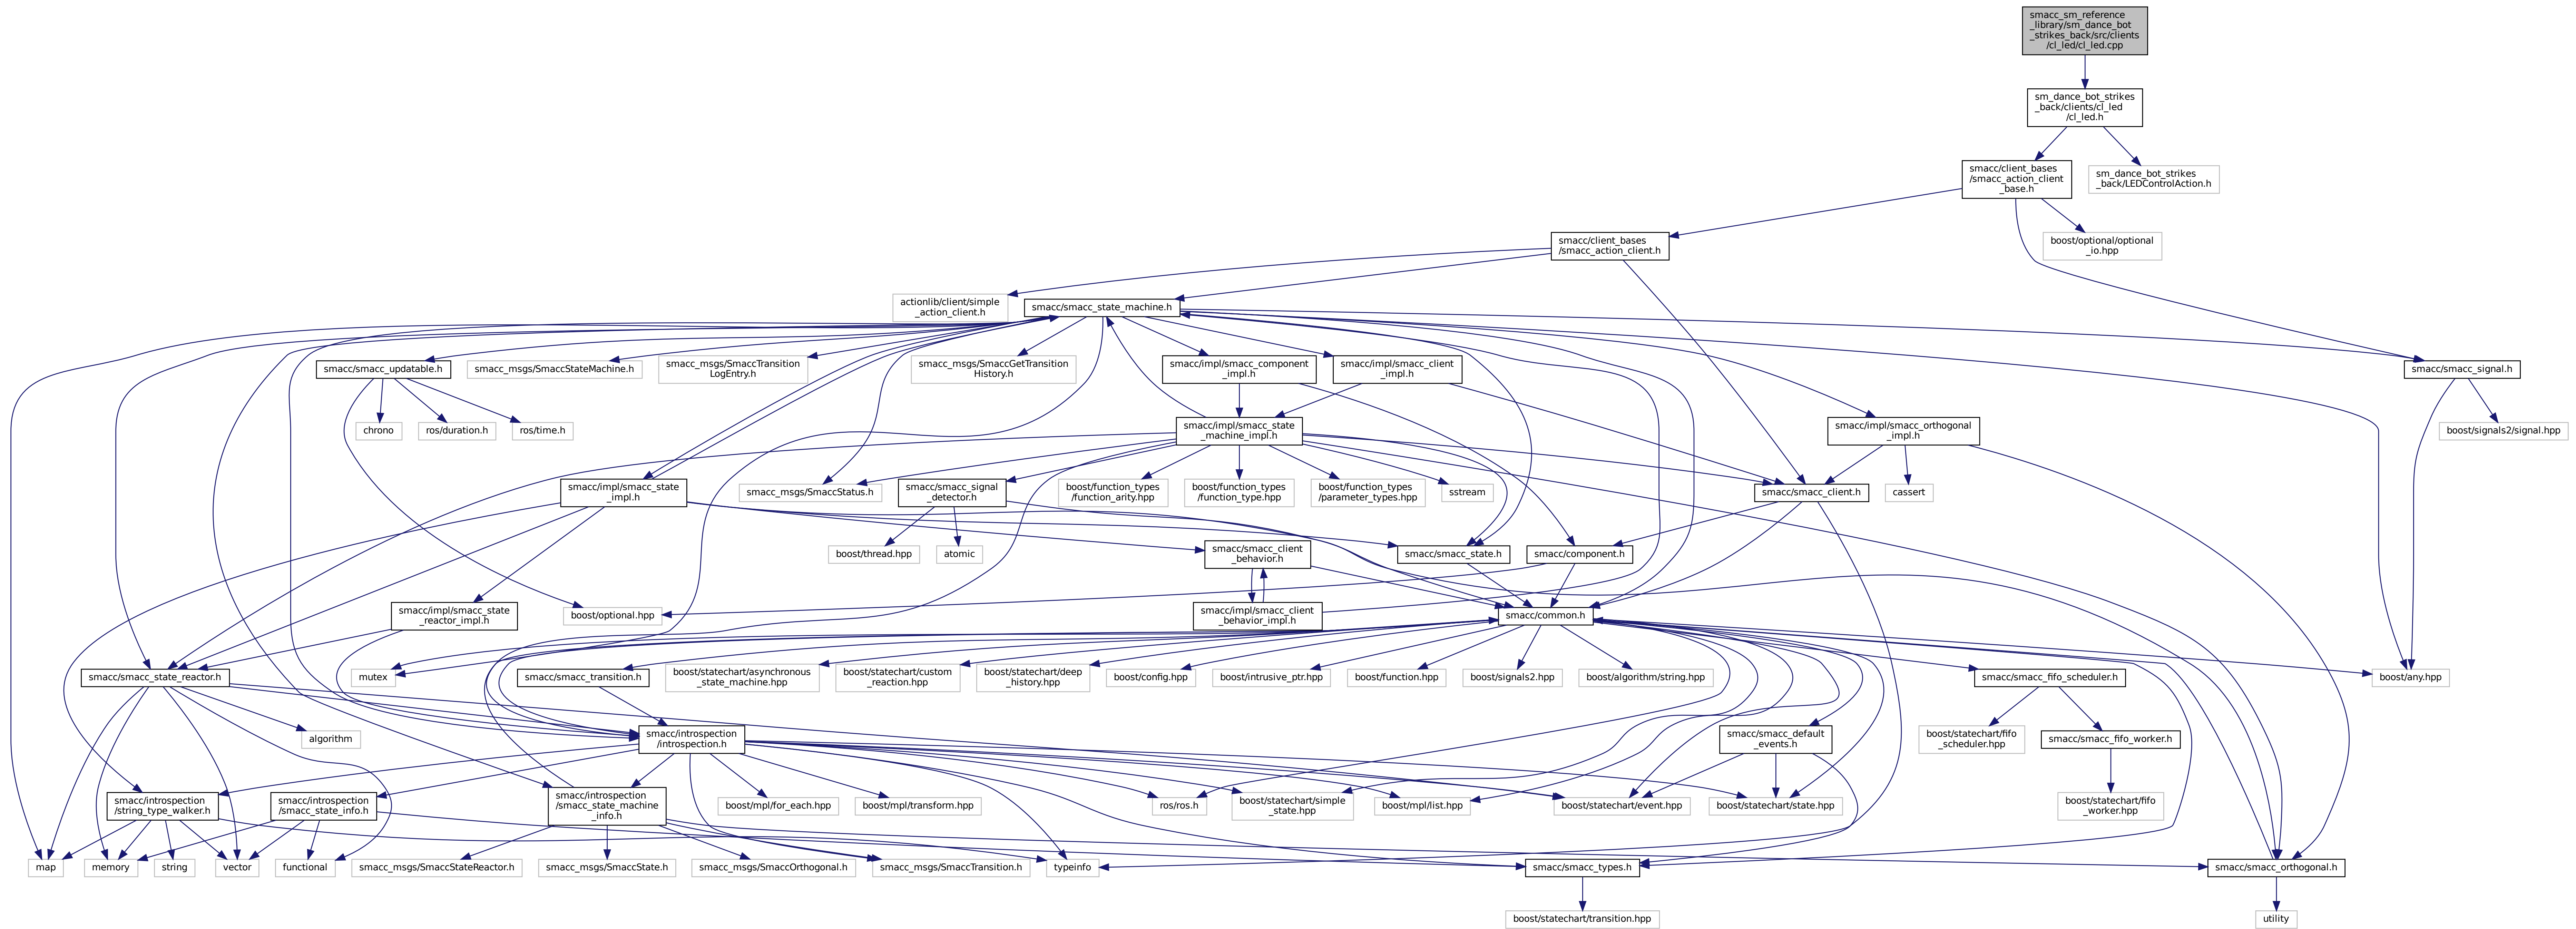 smacc_sm_reference
_library/sm_dance_bot
_strikes_back/src/clients
/cl_led/cl_led.cpp
sm_dance_bot_strikes
_back/clients/cl_led
/cl_led.h
smacc/client_bases
/smacc_action_client
_base.h
sm_dance_bot_strikes
_back/LEDControlAction.h
smacc/client_bases
/smacc_action_client.h
boost/optional/optional
_io.hpp
actionlib/client/simple
_action_client.h
smacc/smacc_state_machine.h
smacc/smacc_updatable.h
smacc_msgs/SmaccStateMachine.h
smacc_msgs/SmaccTransition
LogEntry.h
smacc_msgs/SmaccGetTransition
History.h
smacc/impl/smacc_component
_impl.h
smacc/impl/smacc_client
_impl.h
smacc/smacc_signal.h
chrono
ros/duration.h
ros/time.h
smacc/impl/smacc_state
_machine_impl.h
smacc/impl/smacc_orthogonal
_impl.h
boost/signals2/signal.hpp
smacc/impl/smacc_state
_impl.h
smacc_msgs/SmaccStatus.h
smacc/smacc_signal
_detector.h
boost/function_types
/function_arity.hpp
boost/function_types
/function_type.hpp
boost/function_types
/parameter_types.hpp
sstream
smacc/smacc_client.h
cassert
boost/thread.hpp
atomic
smacc/smacc_client
_behavior.h
smacc/smacc_state.h
smacc/component.h
smacc/impl/smacc_state
_reactor_impl.h
boost/optional.hpp
smacc/impl/smacc_client
_behavior_impl.h
smacc/common.h
smacc/smacc_state_reactor.h
mutex
smacc/smacc_transition.h
boost/statechart/asynchronous
_state_machine.hpp
boost/statechart/custom
_reaction.hpp
boost/statechart/deep
_history.hpp
boost/config.hpp
boost/intrusive_ptr.hpp
boost/function.hpp
boost/signals2.hpp
boost/algorithm/string.hpp
smacc/smacc_fifo_scheduler.h
boost/any.hpp
algorithm
smacc/introspection
/introspection.h
smacc/smacc_default
_events.h
boost/statechart/fifo
_scheduler.hpp
smacc/smacc_fifo_worker.h
smacc/introspection
/string_type_walker.h
smacc/introspection
/smacc_state_info.h
smacc/introspection
/smacc_state_machine
_info.h
boost/mpl/for_each.hpp
boost/mpl/transform.hpp
ros/ros.h
boost/statechart/simple
_state.hpp
boost/mpl/list.hpp
boost/statechart/event.hpp
boost/statechart/state.hpp
boost/statechart/fifo
_worker.hpp
map
memory
string
vector
functional
smacc_msgs/SmaccStateReactor.h
smacc_msgs/SmaccState.h
smacc_msgs/SmaccOrthogonal.h
smacc_msgs/SmaccTransition.h
typeinfo
smacc/smacc_types.h
smacc/smacc_orthogonal.h
boost/statechart/transition.hpp
utility